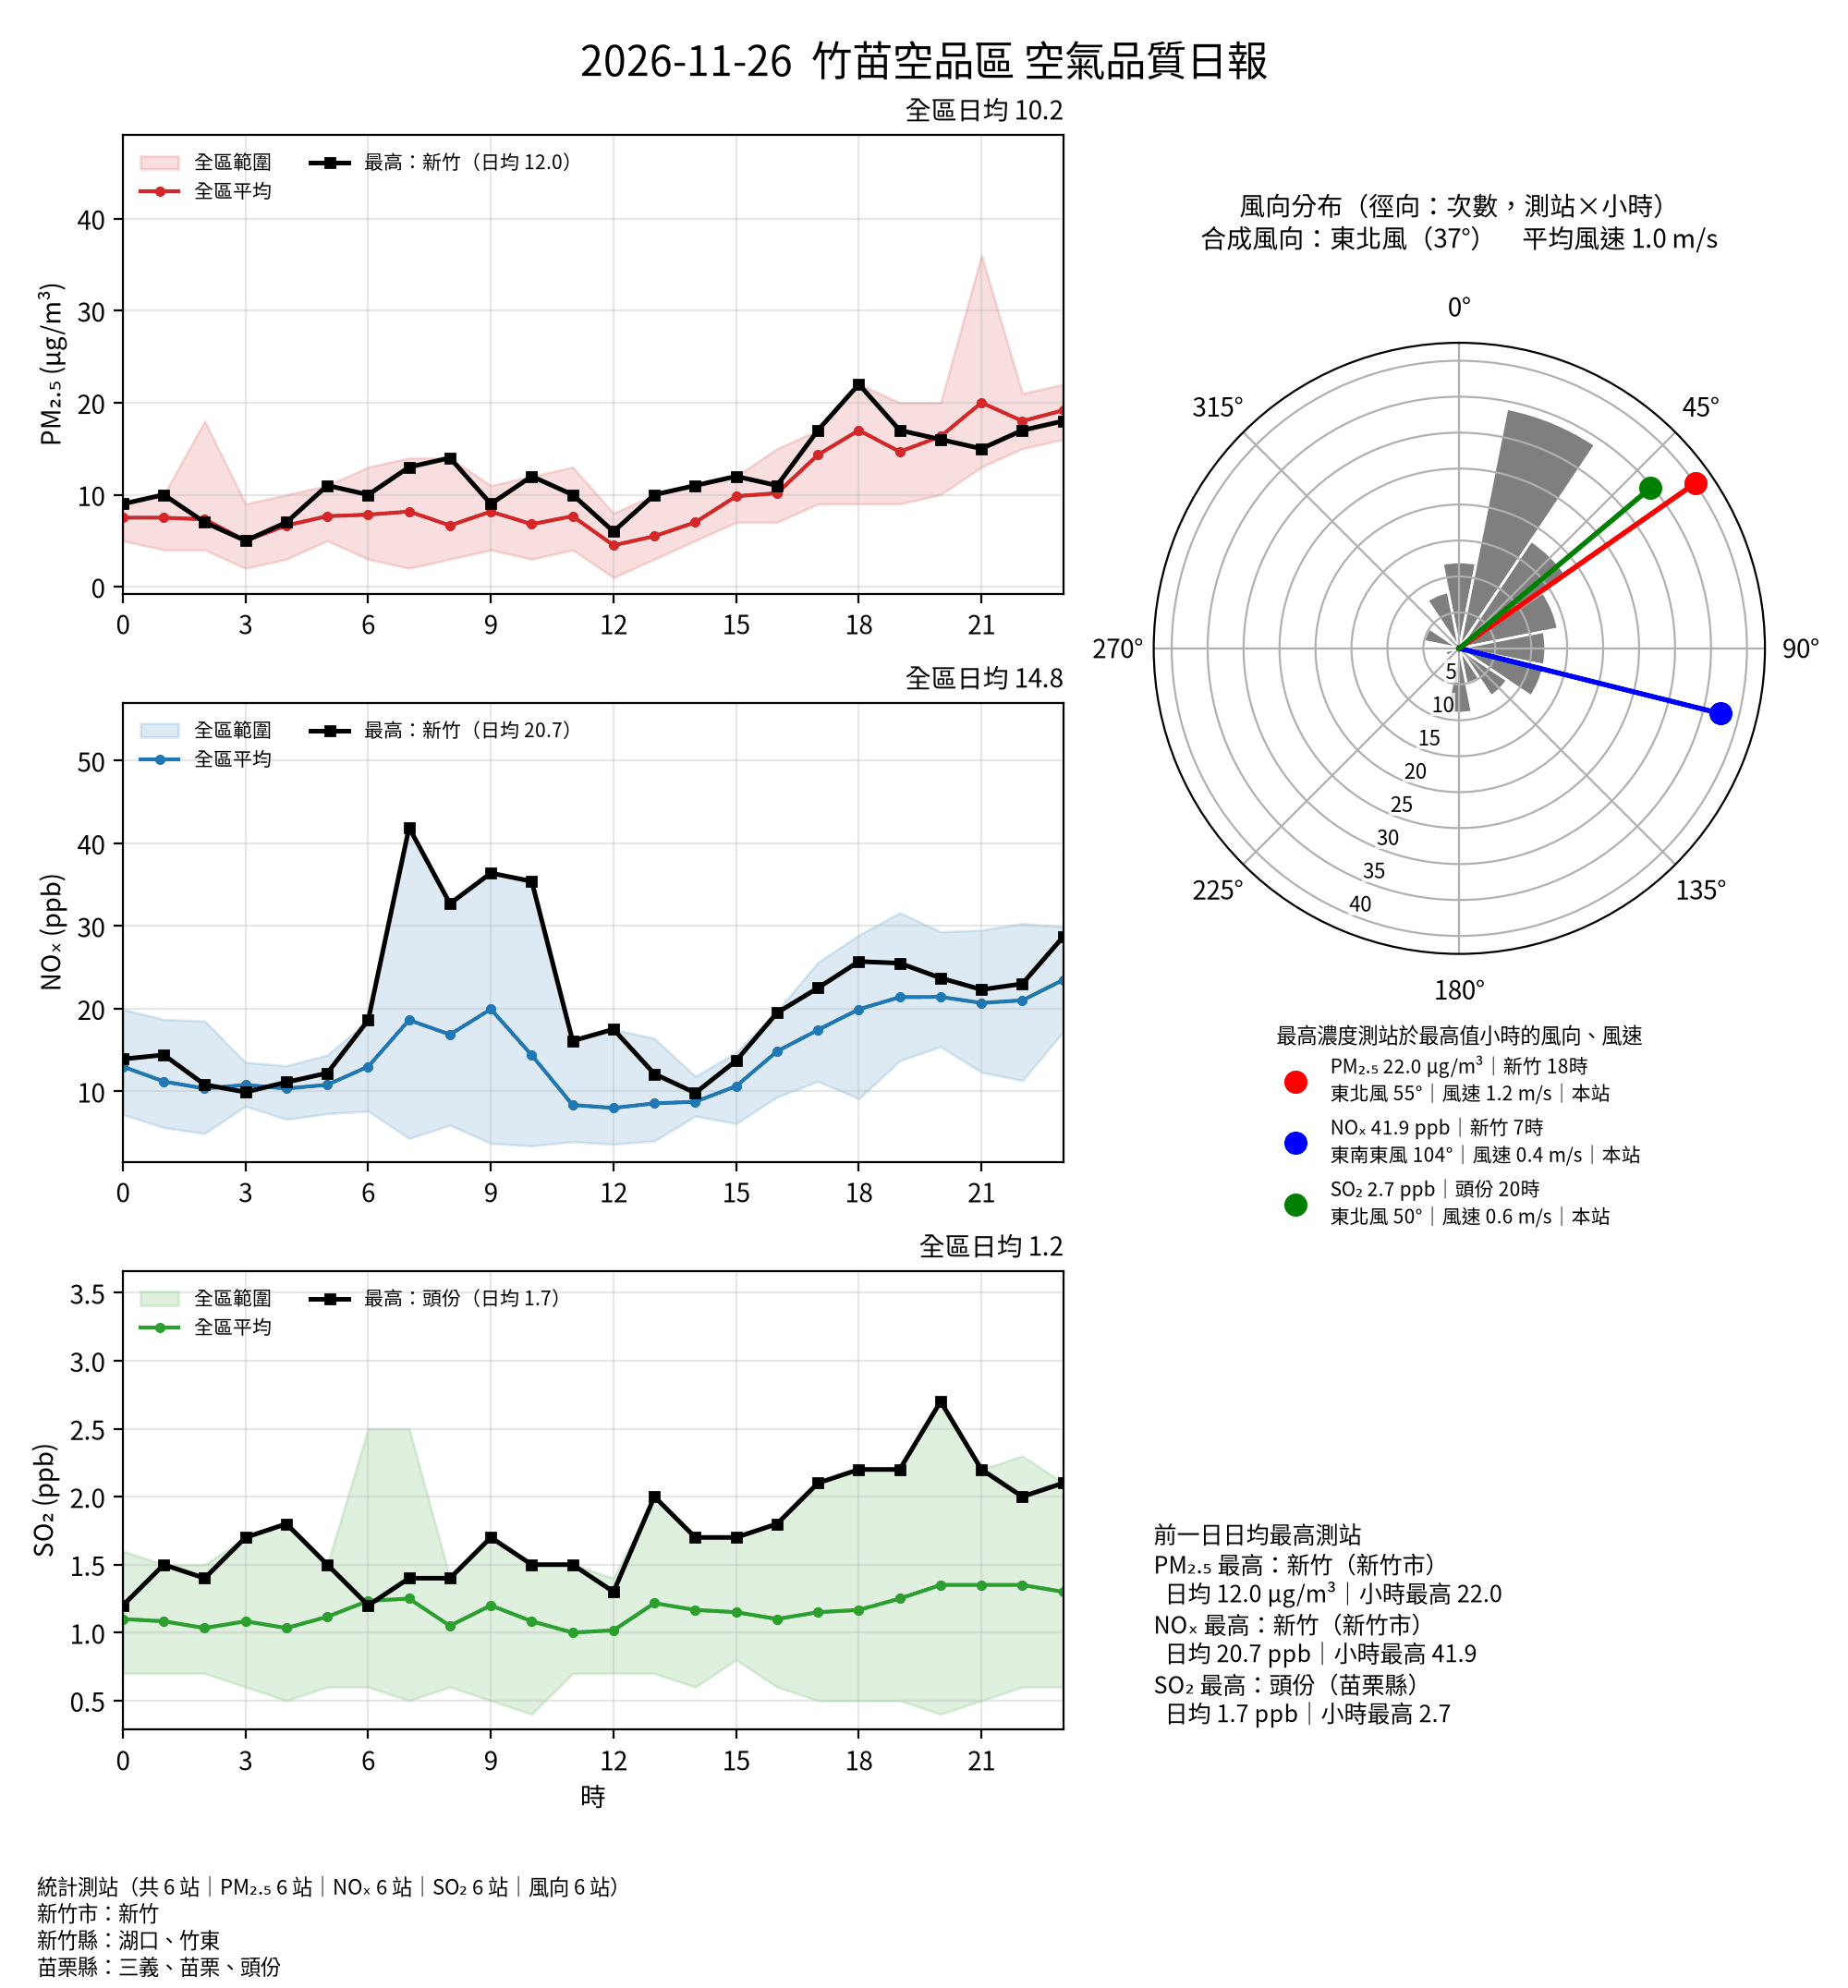 2026-11-26 竹苗空品區 空氣品質日報
全區日均 10.2
全區範圍
全區平均
最高：新竹（日均 12.0）
PM₂.₅ (µg/m³)
40
30
20
10
0
0 3 6 9 12 15 18 21
全區日均 14.8
全區範圍
全區平均
最高：新竹（日均 20.7）
NOₓ (ppb)
50
40
30
20
10
0 3 6 9 12 15 18 21
全區日均 1.2
全區範圍
全區平均
最高：頭份（日均 1.7）
SO₂ (ppb)
3.5
3.0
2.5
2.0
1.5
1.0
0.5
0 3 6 9 12 15 18 21
時
風向分布（徑向：次數，測站×小時）
合成風向：東北風（37°） 平均風速 1.0 m/s
0°
45°
90°
135°
180°
225°
270°
315°
5
10
15
20
25
30
35
40
最高濃度測站於最高值小時的風向、風速
PM₂.₅ 22.0 µg/m³｜新竹 18時
東北風 55°｜風速 1.2 m/s｜本站
NOₓ 41.9 ppb｜新竹 7時
東南東風 104°｜風速 0.4 m/s｜本站
SO₂ 2.7 ppb｜頭份 20時
東北風 50°｜風速 0.6 m/s｜本站
前一日日均最高測站
PM₂.₅ 最高：新竹（新竹市）
日均 12.0 µg/m³｜小時最高 22.0
NOₓ 最高：新竹（新竹市）
日均 20.7 ppb｜小時最高 41.9
SO₂ 最高：頭份（苗栗縣）
日均 1.7 ppb｜小時最高 2.7
統計測站（共 6 站｜PM₂.₅ 6 站｜NOₓ 6 站｜SO₂ 6 站｜風向 6 站）
新竹市：新竹
新竹縣：湖口、竹東
苗栗縣：三義、苗栗、頭份